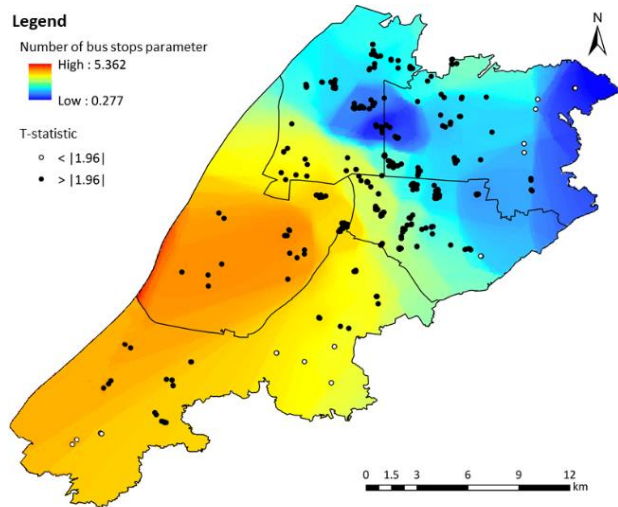 Legend
Number of bus stops parameter
High : 5.362
Low : 0.277
T-statistic
< |1.96|
> |1.96|
N
0 1.5 3 6 9 12
km